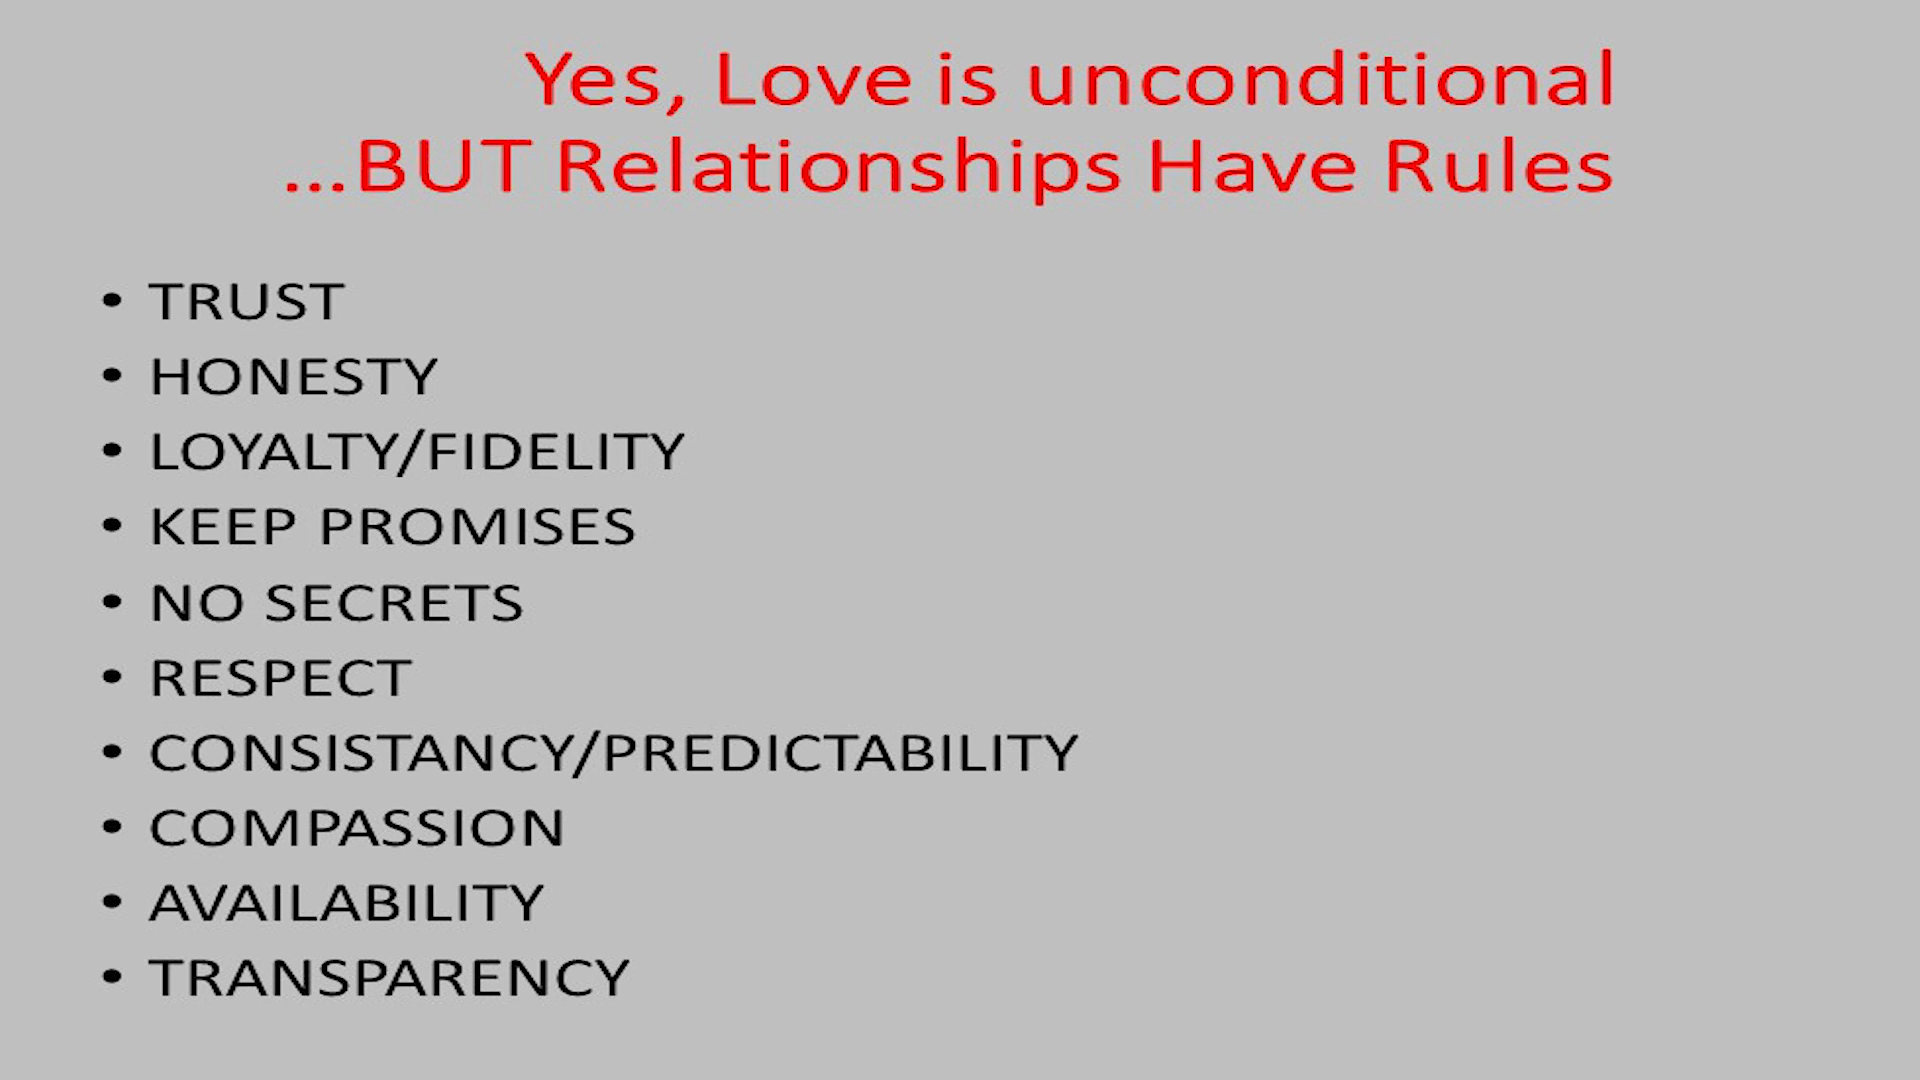 Yes, Love is unconditional
...BUT Relationships Have Rules
• TRUST
• HONESTY
• LOYALTY/FIDELITY
• KEEP PROMISES
• NO SECRETS
• RESPECT
• CONSISTANCY/PREDICTABILITY
• COMPASSION
• AVAILABILITY
• TRANSPARENCY